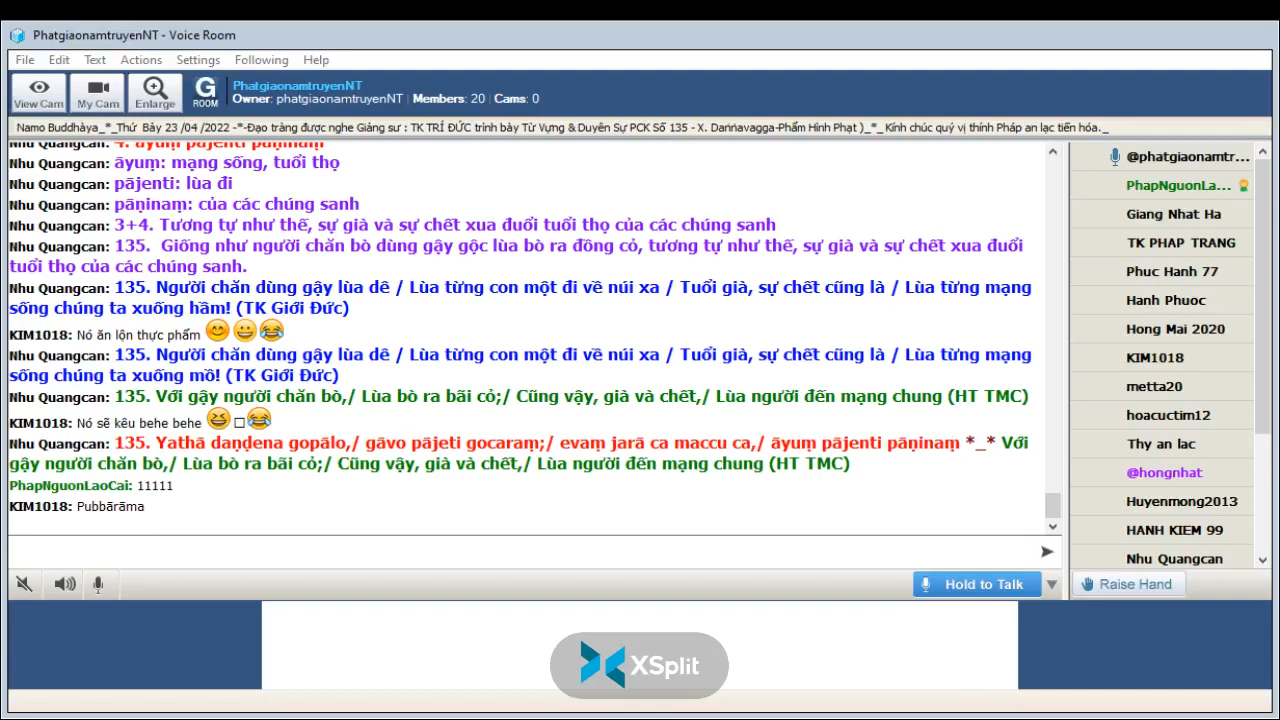 PhatgiaonamtruyenNT - Voice Room
File Edit Text Actions Settings Following Help
View Cam
My Cam
Enlarge
G ROOM
PhatgiaonamtruyenNT
Owner: phatgiaonamtruyenNT | Members: 20 | Cams: 0
Namo Buddhàya_*_Thứ Bảy 23 /04 /2022 -*-Đạo tràng được nghe Giảng sư : TK TRÍ ĐỨC trình bày Từ Vựng & Duyên Sự PCK Số 135 - X. Daṇṇavagga-Phẩm Hình Phạt )_*_ Kính chúc quý vị thính Pháp an lạc tiến hóa._
Nhu Quangcan: 4. āyuṃ pājenti pāṇinaṃ
Nhu Quangcan: āyuṃ: mạng sống, tuổi thọ
Nhu Quangcan: pājenti: lùa đi
Nhu Quangcan: pāṇinaṃ: của các chúng sanh
Nhu Quangcan: 3+4. Tương tự như thế, sự già và sự chết xua đuổi tuổi thọ của các chúng sanh
Nhu Quangcan: 135. Giống như người chăn bò dùng gậy gộc lùa bò ra đồng cỏ, tương tự như thế, sự già và sự chết xua đuổi
tuổi thọ của các chúng sanh.
Nhu Quangcan: 135. Người chăn dùng gậy lùa dê / Lùa từng con một đi về núi xa / Tuổi già, sự chết cũng là / Lùa từng mạng
sống chúng ta xuống hầm! (TK Giới Đức)
KIM1018: Nó ăn lộn thực phẩm
Nhu Quangcan: 135. Người chăn dùng gậy lùa dê / Lùa từng con một đi về núi xa / Tuổi già, sự chết cũng là / Lùa từng mạng
sống chúng ta xuống mồ! (TK Giới Đức)
Nhu Quangcan: 135. Với gậy người chăn bò,/ Lùa bò ra bãi cỏ;/ Cũng vậy, già và chết,/ Lùa người đến mạng chung (HT TMC)
KIM1018: Nó sẽ kêu behe behe
Nhu Quangcan: 135. Yathā daṇḍena gopālo,/ gāvo pājeti gocaraṃ;/ evaṃ jarā ca maccu ca,/ āyuṃ pājenti pāṇinaṃ *_* Với
gậy người chăn bò,/ Lùa bò ra bãi cỏ;/ Cũng vậy, già và chết,/ Lùa người đến mạng chung (HT TMC)
PhapNguonLaoCai: 11111
KIM1018: Pubbārāma
@phatgiaonamtr...
PhapNguonLa...
Giang Nhat Ha
TK PHAP TRANG
Phuc Hanh 77
Hanh Phuoc
Hong Mai 2020
KIM1018
metta20
hoacuctim12
Thy an lac
@hongnhat
Huyenmong2013
HANH KIEM 99
Nhu Quangcan
Hold to Talk
Raise Hand
XSplit